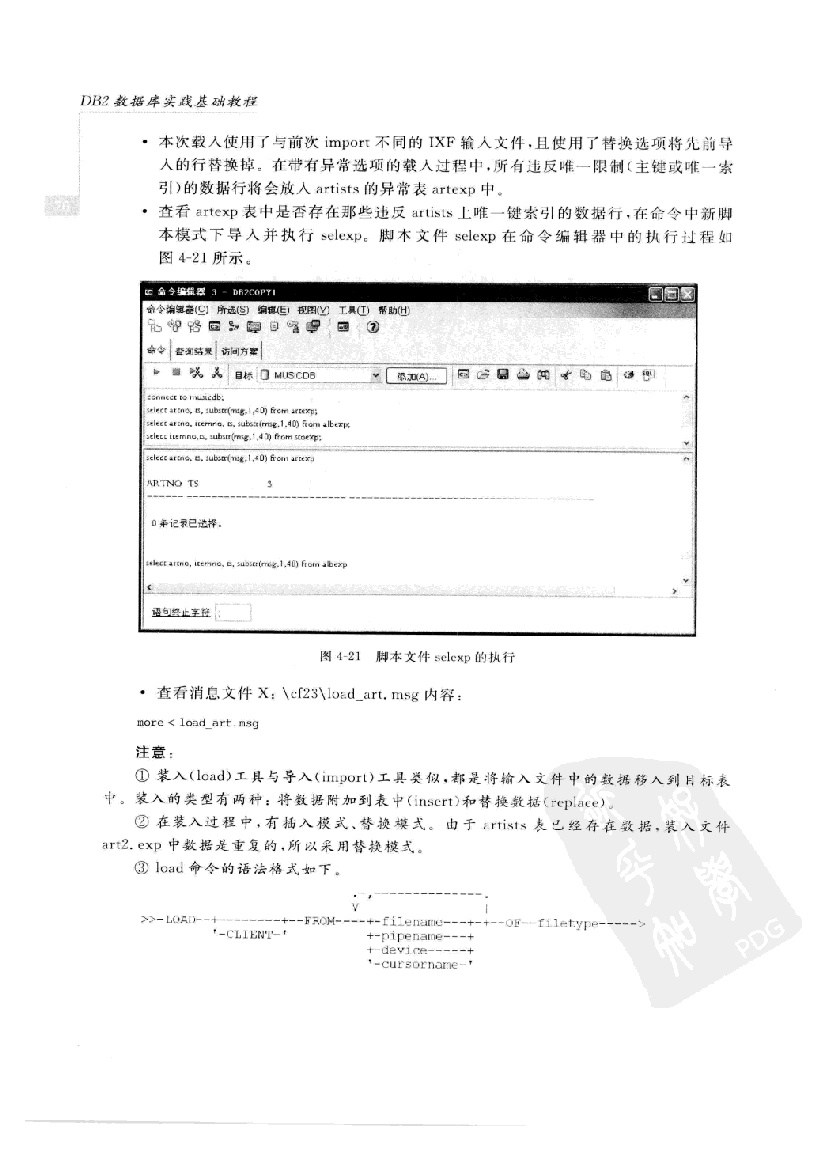 DB2 数据库实践基础教程
• 本次载入使用了与前次 import 不同的 IXF 输入文件,且使用了替换选项将先前导
入的行替换掉。在带有异常选项的载入过程中,所有违反唯一限制(主键或唯一索
引)的数据行将会放入 artists 的异常表 artexp 中。
70
• 查看 artexp 表中是否存在那些违反 artists 上唯一键索引的数据行,在命令中新脚
本模式下导入并执行 selexp。脚本文件 selexp 在命令编辑器中的执行过程如
图 4-21 所示。
命令编辑器 3 - DB2COPY1
命令编辑器(C) 所选(S) 编辑(E) 视图(V) 工具(T) 帮助(H)
命令 查询结果 访问方案
目标 MUSICDB 添加(A)...
connect to musicdb;
select artno, ts, substr(msg,1,40) from artexp;
select artno, itemno, ts, substr(msg,1,40) from albexp;
select itemno, ts, substr(msg,1,40) from stoexp;
select artno, ts, substr(msg,1,40) from artexp
ARTNO TS 3
0 条记录已选择.
select artno, itemno, ts, substr(msg,1,40) from albexp
语句终止字符 ;
图 4-21 脚本文件 selexp 的执行
• 查看消息文件 X:\cf23\load_art.msg 内容:
more < load_art.msg
注意:
① 装入(load)工具与导入(import)工具类似,都是将输入文件中的数据移入到目标表
中。装入的类型有两种:将数据附加到表中(insert)和替换数据(replace)。
② 在装入过程中,有插入模式、替换模式。由于 artists 表已经存在数据,装入文件
art2.exp 中数据是重复的,所以采用替换模式。
③ load 命令的语法格式如下。
.-,--------------.
V |
>>-LOAD--+--------+--FROM----+-filename---+-+--OF--filetype----->
'-CLIENT-' +-pipename---+
+-device-----+
'-cursorname-'
PDG